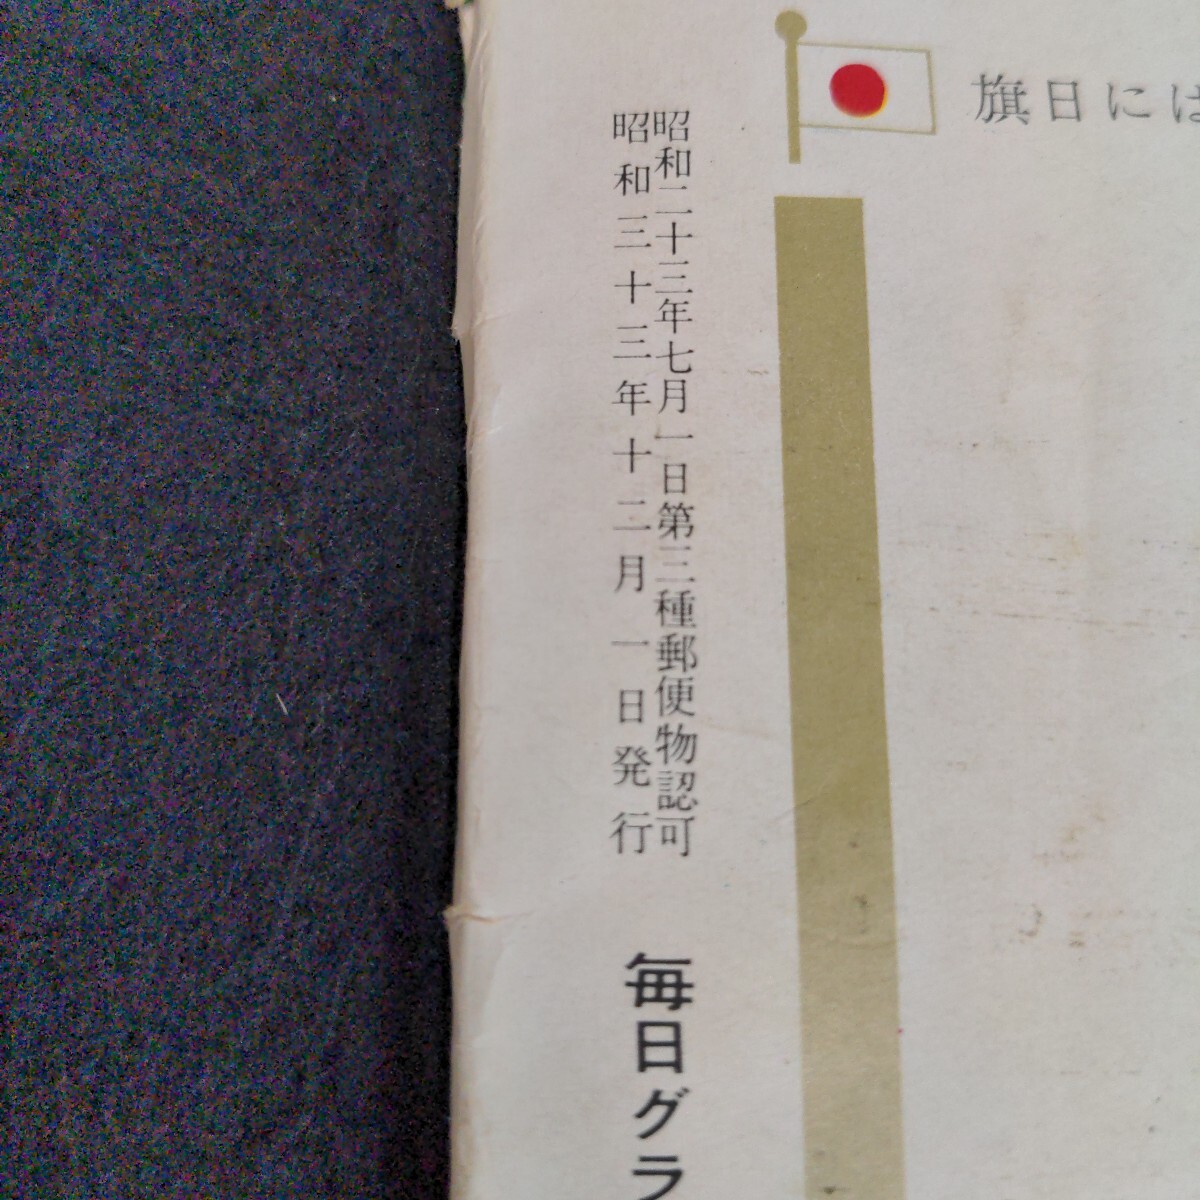 旗日には
昭和二十三年七月一日第三種郵便物認可
昭和三十三年十二月一日発行
毎日グラ